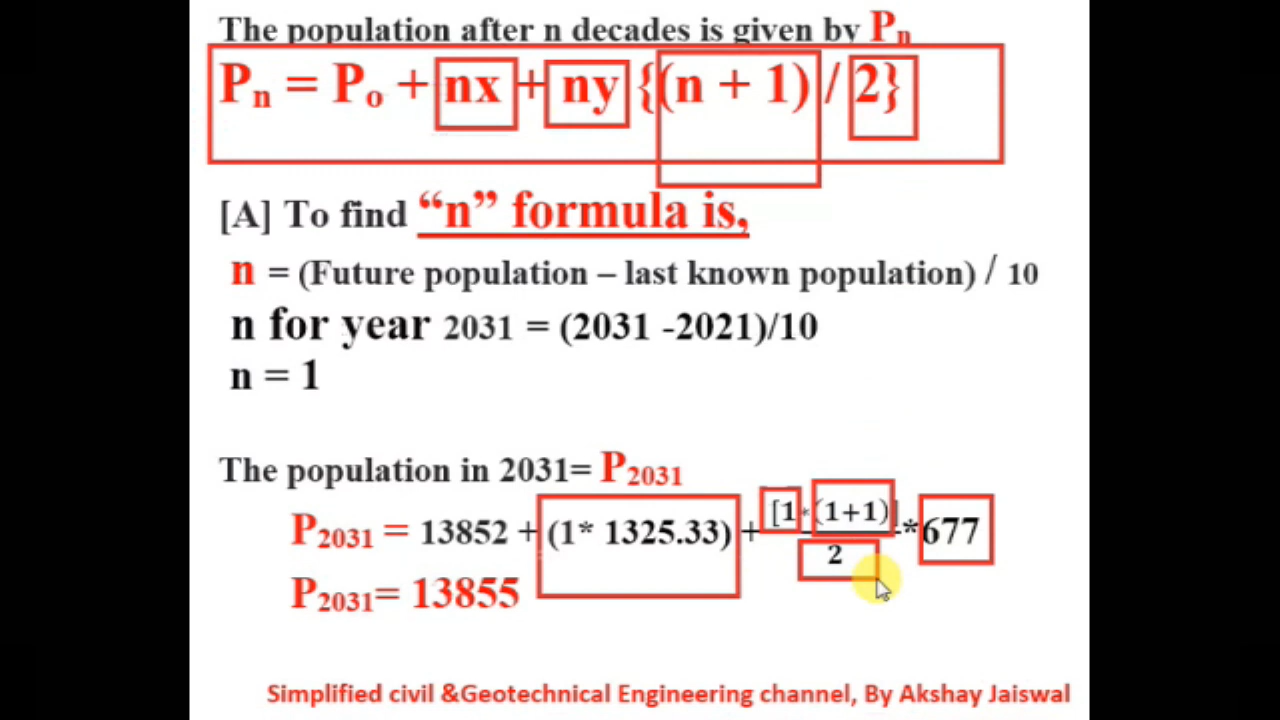 The population after n decades is given by Pn
Pn = Po + nx + ny {(n + 1) / 2}
[A] To find “n” formula is,
n = (Future population – last known population) / 10
n for year 2031 = (2031 -2021)/10
n = 1
The population in 2031= P2031
P2031 = 13852 + (1* 1325.33) + [1*(1+1)]/2 *677
P2031= 13855
Simplified civil &Geotechnical Engineering channel, By Akshay Jaiswal